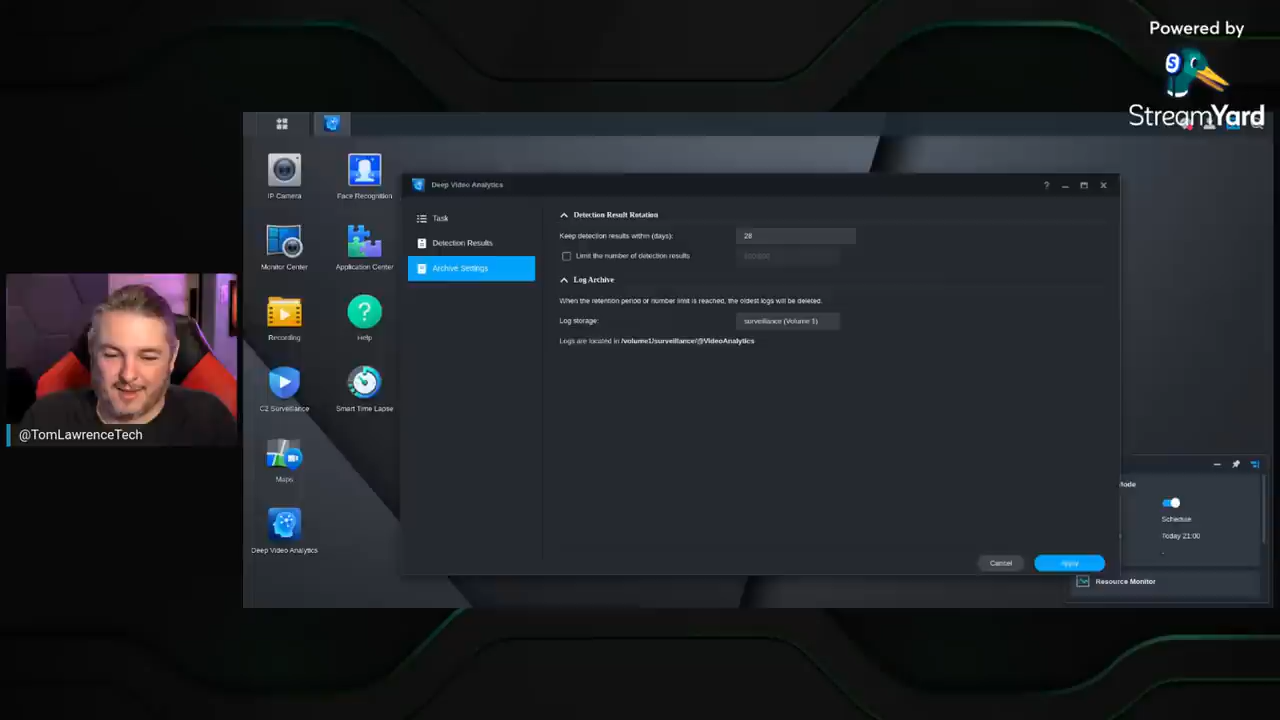 Powered by
S
StreamYard
IP Camera
Face Recognition
Monitor Center
Application Center
Recording
Help
C2 Surveillance
Smart Time Lapse
Maps
Deep Video Analytics
Deep Video Analytics
?
Task
Detection Results
Archive Settings
Detection Result Rotation
Keep detection results within (days):
28
Limit the number of detection results
Log Archive
When the retention period or number limit is reached, the oldest logs will be deleted.
Log storage:
surveillance (Volume 1)
Logs are located in /volume1/surveillance/@VideoAnalytics
Cancel
Apply
Mode
Schedule
Today 21:00
-
Resource Monitor
@TomLawrenceTech